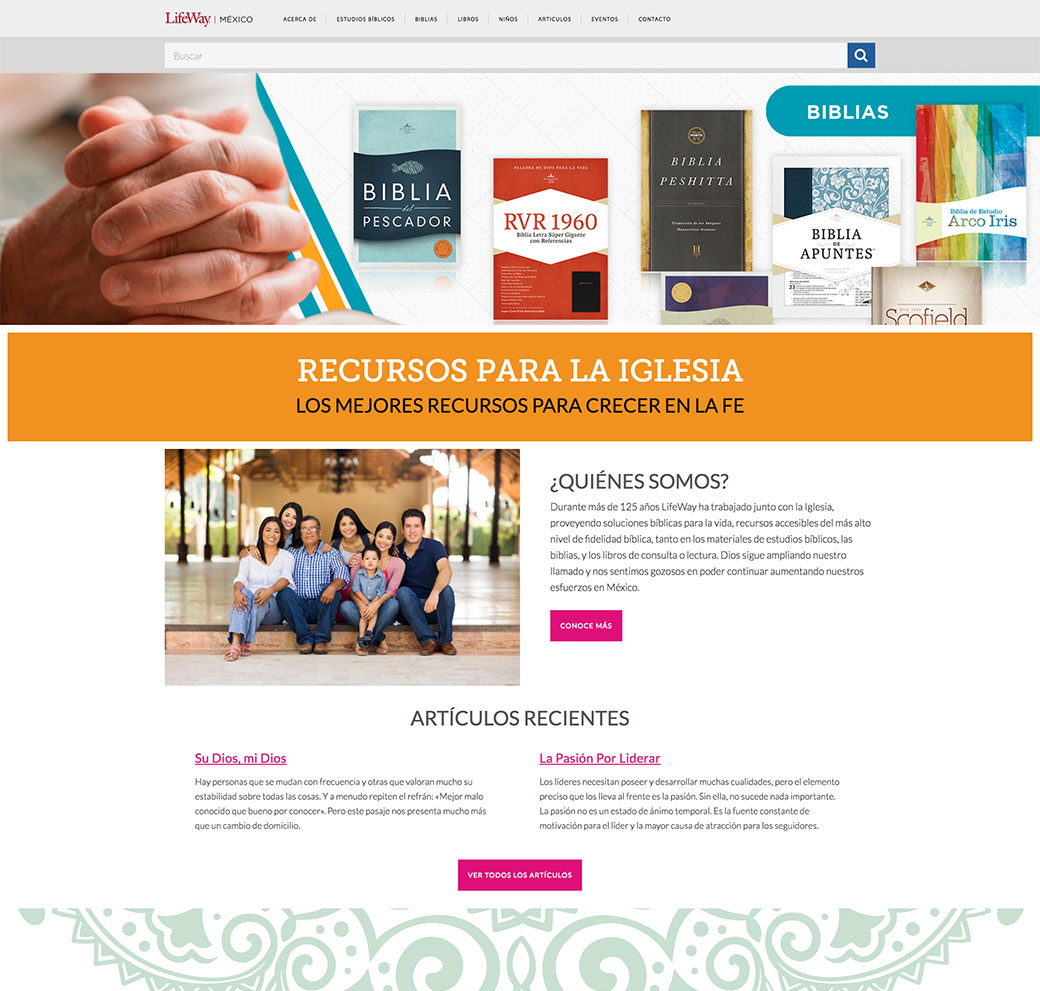 LifeWay | MÉXICO
ACERCA DE
ESTUDIOS BÍBLICOS
BIBLIAS
LIBROS
NIÑOS
ARTICULOS
EVENTOS
CONTACTO
Buscar
BIBLIAS
BIBLIA
del
PESCADOR
PALABRA DE DIOS PARA LA VIDA
RVR 1960
Biblia Letra Súper Gigante
con Referencias
BIBLIA
PESHITTA
Traducción de los Antiguos
Manuscritos Arameos
BIBLIA
DE
APUNTES
Biblia de Estudio
Arco Iris
Scofield
RECURSOS PARA LA IGLESIA
LOS MEJORES RECURSOS PARA CRECER EN LA FE
¿QUIÉNES SOMOS?
Durante más de 125 años LifeWay ha trabajado junto con la Iglesia,
proveyendo soluciones bíblicas para la vida, recursos accesibles del más alto
nivel de fidelidad bíblica, tanto en los materiales de estudios bíblicos, las
biblias, y los libros de consulta o lectura. Dios sigue ampliando nuestro
llamado y nos sentimos gozosos en poder continuar aumentando nuestros
esfuerzos en México.
CONOCE MÁS
ARTÍCULOS RECIENTES
Su Dios, mi Dios
Hay personas que se mudan con frecuencia y otras que valoran mucho su
estabilidad sobre todas las cosas. Y a menudo repiten el refrán: «Mejor malo
conocido que bueno por conocer». Pero este pasaje nos presenta mucho más
que un cambio de domicilio.
La Pasión Por Liderar
Los líderes necesitan poseer y desarrollar muchas cualidades, pero el elemento
preciso que los lleva al frente es la pasión. Sin ella, no sucede nada importante.
La pasión no es un estado de ánimo temporal. Es la fuente constante de
motivación para el líder y la mayor causa de atracción para los seguidores.
VER TODOS LOS ARTÍCULOS